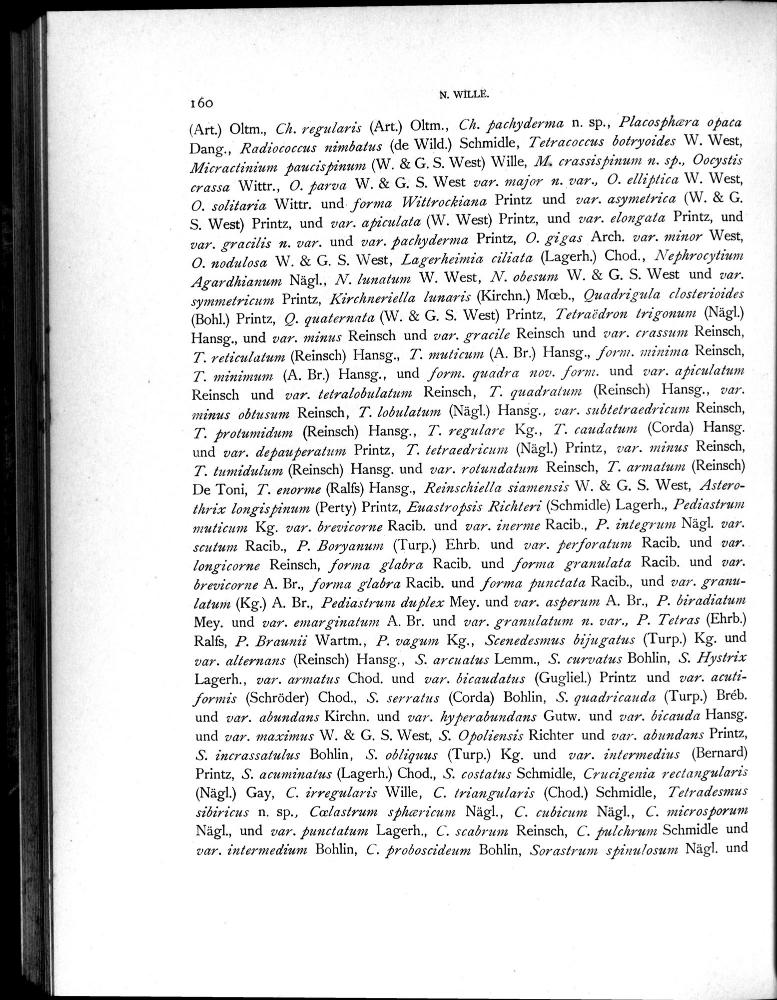 160
N. WILLE.
(Art.) Oltm., Ch. regularis (Art.) Oltm., Ch. pachyderma n. sp., Placosphæra opaca
Dang., Radiococcus nimbatus (de Wild.) Schmidle, Tetracoccus botryoides W. West,
Micractinium paucispinum (W. & G. S. West) Wille, M. crassispinum n. sp., Oocystis
crassa Wittr., O. parva W. & G. S. West var. major n. var., O. elliptica W. West,
O. solitaria Wittr. und forma Wittrockiana Printz und var. asymetrica (W. & G.
S. West) Printz, und var. apiculata (W. West) Printz, und var. elongata Printz, und
var. gracilis n. var. und var. pachyderma Printz, O. gigas Arch. var. minor West,
O. nodulosa W. & G. S. West, Lagerheimia ciliata (Lagerh.) Chod., Nephrocytium
Agardhianum Nägl., N. lunatum W. West, N. obesum W. & G. S. West und var.
symmetricum Printz, Kirchneriella lunaris (Kirchn.) Mœb., Quadrigula closterioides
(Bohl.) Printz, Q. quaternata (W. & G. S. West) Printz, Tetraëdron trigonum (Nägl.)
Hansg., und var. minus Reinsch und var. gracile Reinsch und var. crassum Reinsch,
T. reticulatum (Reinsch) Hansg., T. muticum (A. Br.) Hansg., form. minima Reinsch,
T. minimum (A. Br.) Hansg., und form. quadra nov. form. und var. apiculatum
Reinsch und var. tetralobulatum Reinsch, T. quadratum (Reinsch) Hansg., var.
minus obtusum Reinsch, T. lobulatum (Nägl.) Hansg., var. subtetraedricum Reinsch,
T. protumidum (Reinsch) Hansg., T. regulare Kg., T. caudatum (Corda) Hansg.
und var. depauperatum Printz, T. tetraedricum (Nägl.) Printz, var. minus Reinsch,
T. tumidulum (Reinsch) Hansg. und var. rotundatum Reinsch, T. armatum (Reinsch)
De Toni, T. enorme (Ralfs) Hansg., Reinschiella siamensis W. & G. S. West, Astero-
thrix longispinum (Perty) Printz, Euastropsis Richteri (Schmidle) Lagerh., Pediastrum
muticum Kg. var. brevicorne Racib. und var. inerme Racib., P. integrum Nägl. var.
scutum Racib., P. Boryanum (Turp.) Ehrb. und var. perforatum Racib. und var.
longicorne Reinsch, forma glabra Racib. und forma granulata Racib. und var.
brevicorne A. Br., forma glabra Racib. und forma punctata Racib., und var. granu-
latum (Kg.) A. Br., Pediastrum duplex Mey. und var. asperum A. Br., P. biradiatum
Mey. und var. emarginatum A. Br. und var. granulatum n. var., P. Tetras (Ehrb.)
Ralfs, P. Braunii Wartm., P. vagum Kg., Scenedesmus bijugatus (Turp.) Kg. und
var. alternans (Reinsch) Hansg., S. arcuatus Lemm., S. curvatus Bohlin, S. Hystrix
Lagerh., var. armatus Chod. und var. bicaudatus (Gugliel.) Printz und var. acuti-
formis (Schröder) Chod., S. serratus (Corda) Bohlin, S. quadricauda (Turp.) Bréb.
und var. abundans Kirchn. und var. hyperabundans Gutw. und var. bicauda Hansg.
und var. maximus W. & G. S. West, S. Opoliensis Richter und var. abundans Printz,
S. incrassatulus Bohlin, S. obliquus (Turp.) Kg. und var. intermedius (Bernard)
Printz, S. acuminatus (Lagerh.) Chod., S. costatus Schmidle, Crucigenia rectangularis
(Nägl.) Gay, C. irregularis Wille, C. triangularis (Chod.) Schmidle, Tetradesmus
sibiricus n. sp., Cœlastrum sphæricum Nägl., C. cubicum Nägl., C. microsporum
Nägl., und var. punctatum Lagerh., C. scabrum Reinsch, C. pulchrum Schmidle und
var. intermedium Bohlin, C. proboscideum Bohlin, Sorastrum spinulosum Nägl. und